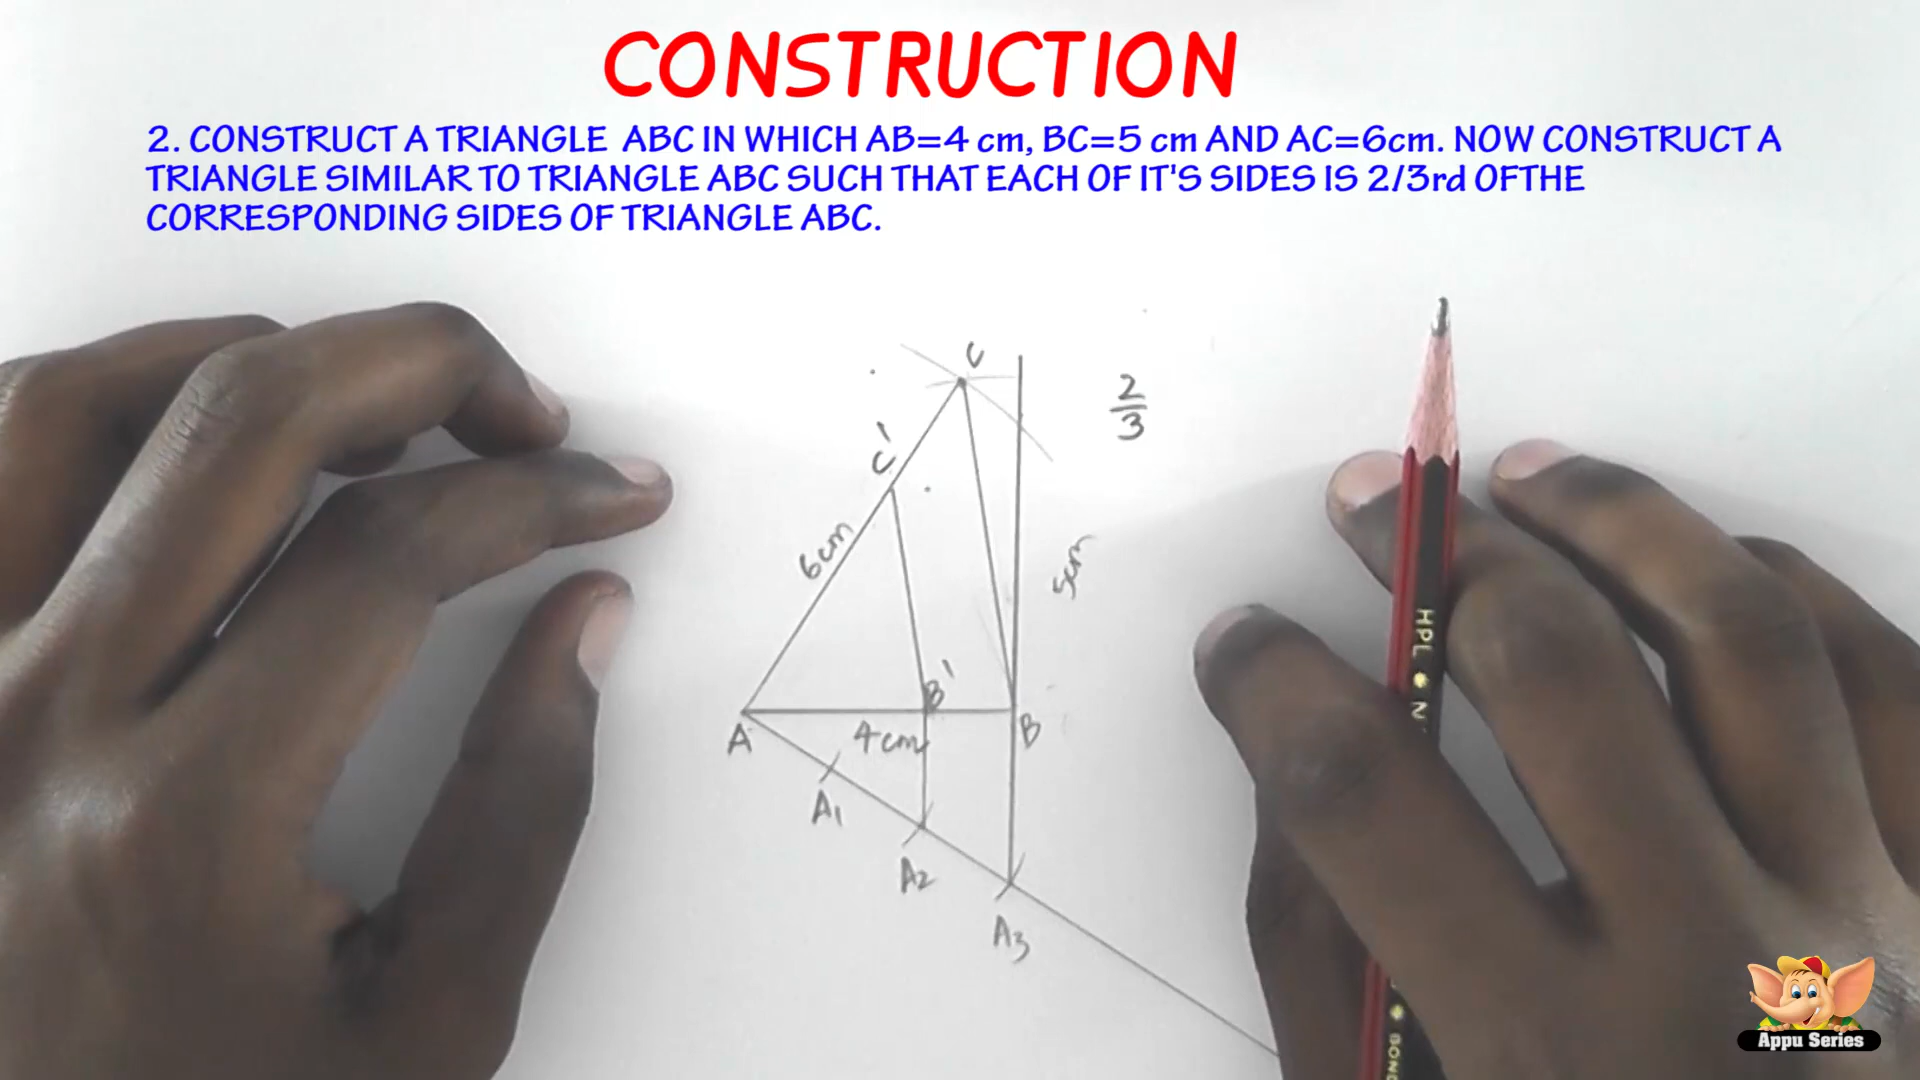 CONSTRUCTION
2. CONSTRUCT A TRIANGLE ABC IN WHICH AB=4 cm, BC=5 cm AND AC=6cm. NOW CONSTRUCT A
TRIANGLE SIMILAR TO TRIANGLE ABC SUCH THAT EACH OF IT'S SIDES IS 2/3rd OFTHE
CORRESPONDING SIDES OF TRIANGLE ABC.
C
2
3
C'
6cm
5cm
B'
A
4cm
B
A1
A2
A3
HPL
N
BOND
Appu Series